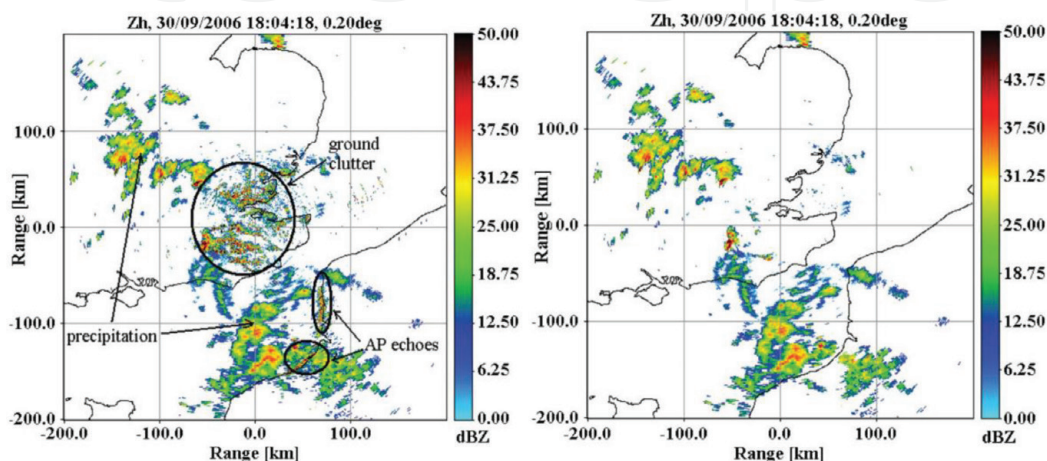 Zh, 30/09/2006 18:04:18, 0.20deg
50.00
43.75
37.50
31.25
25.00
18.75
12.50
6.25
0.00
dBZ
100.0
0.0
-100.0
-200.0
Range [km]
-200.0
-100.0
0.0
100.0
Range [km]
ground
clutter
precipitation
AP echoes
Zh, 30/09/2006 18:04:18, 0.20deg
50.00
43.75
37.50
31.25
25.00
18.75
12.50
6.25
0.00
dBZ
100.0
0.0
-100.0
-200.0
Range [km]
-200.0
-100.0
0.0
100.0
Range [km]